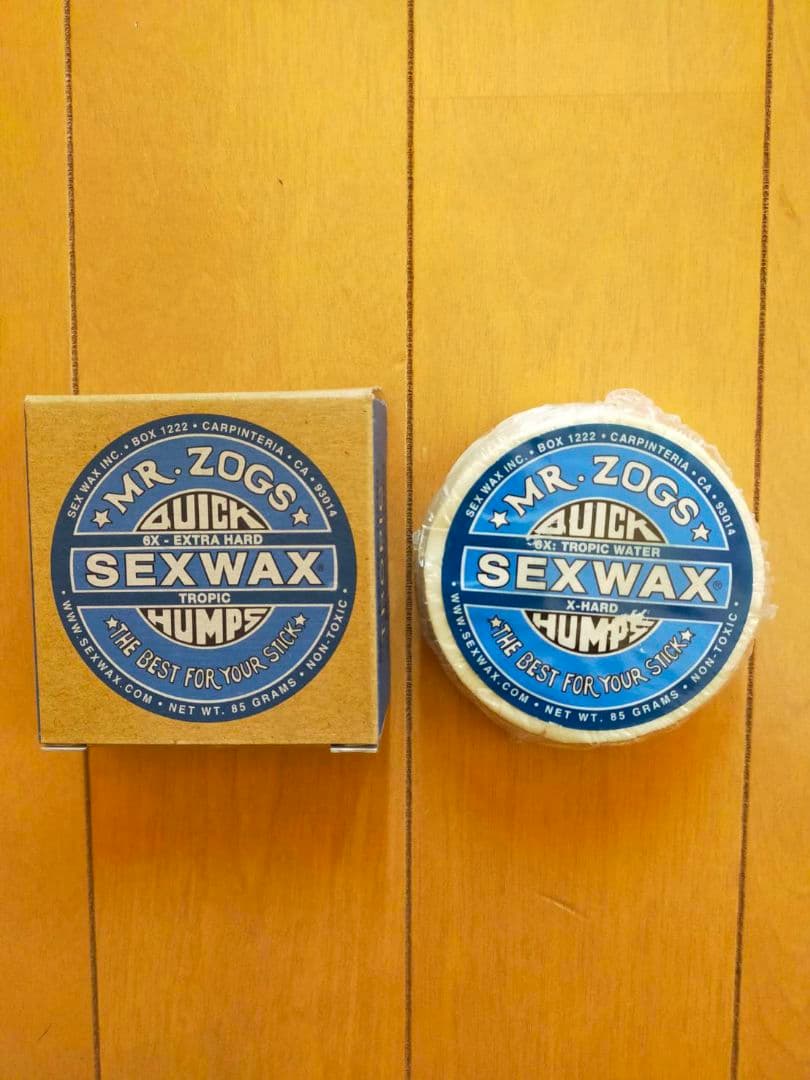 SEX WAX INC. • BOX 1222 • CARPINTERIA • CA • 93014
MR. ZOGS
QUICK
6X - EXTRA HARD
SEXWAX®
TROPIC
HUMPS
THE BEST FOR YOUR STICK
• WWW.SEXWAX.COM • NET WT. 85 GRAMS • NON-TOXIC •
SEX WAX INC. • BOX 1222 • CARPINTERIA • CA • 93014
MR. ZOGS
QUICK
6X: TROPIC WATER
SEXWAX®
X-HARD
HUMPS
THE BEST FOR YOUR STICK
• WWW.SEXWAX.COM • NET WT. 85 GRAMS • NON-TOXIC •